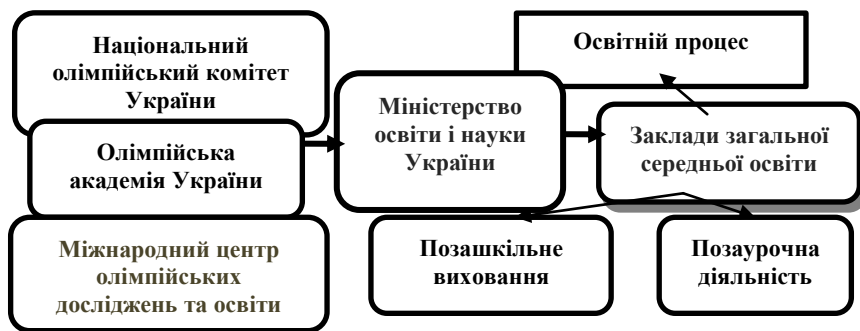 Національний
олімпійський комітет
України
Олімпійська
академія України
Міжнародний центр
олімпійських
досліджень та освіти
Міністерство
освіти і науки
України
Освітній процес
Заклади загальної
середньої освіти
Позашкільне
виховання
Позаурочна
діяльність